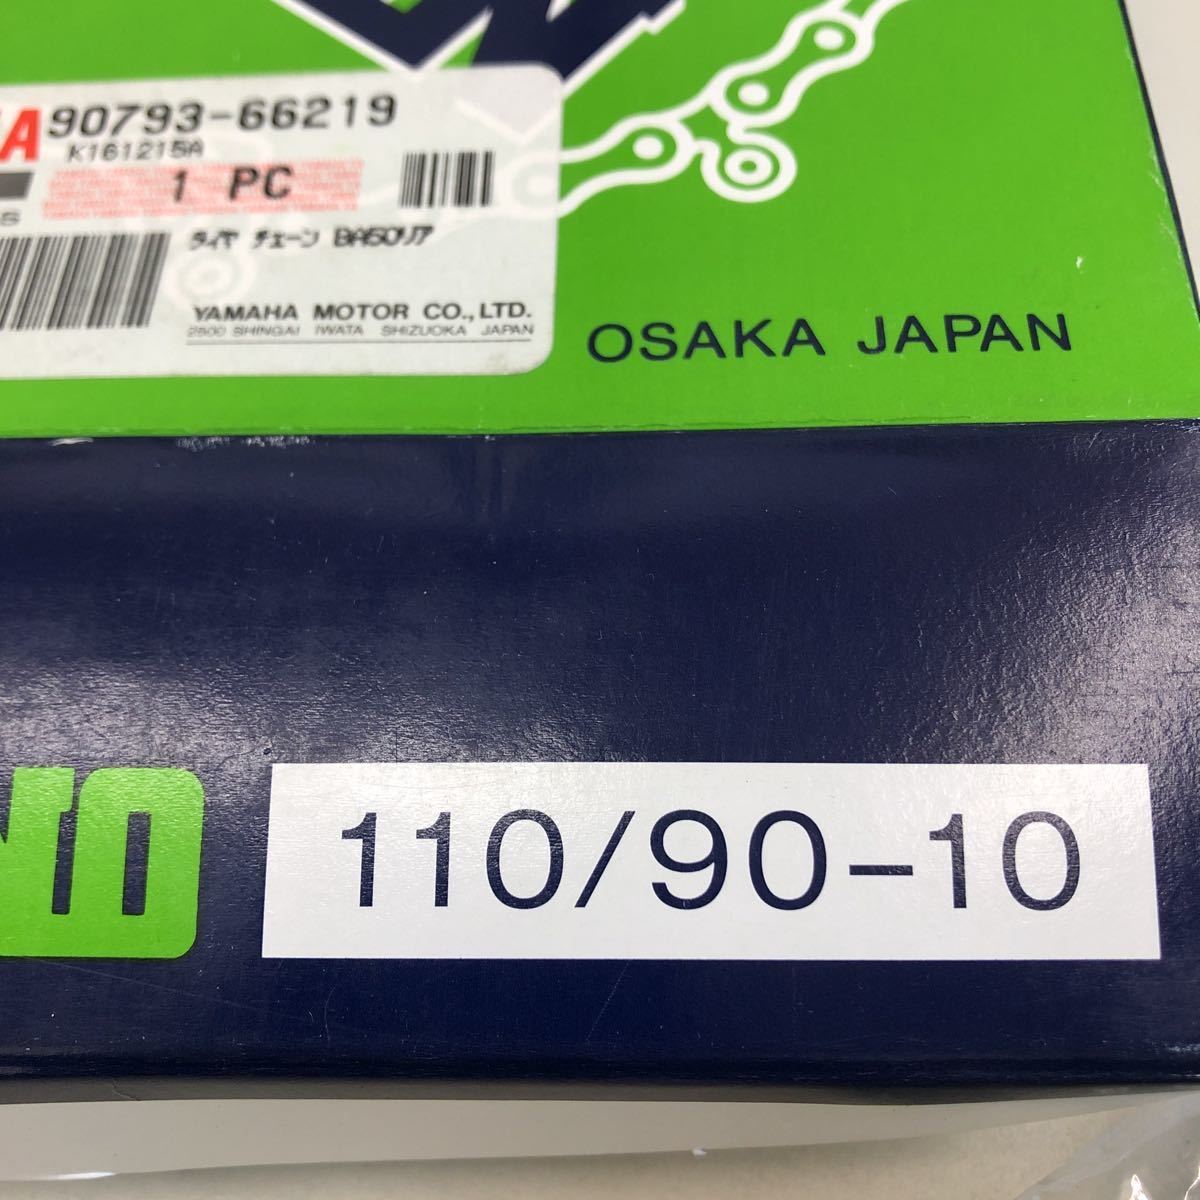 A 90793-66219
K161215A
1 PC
S
タイヤ チェーン BA50リア
YAMAHA MOTOR CO.,LTD.
2500 SHINGAI IWATA SHIZUOKA JAPAN
OSAKA JAPAN
110/90-10